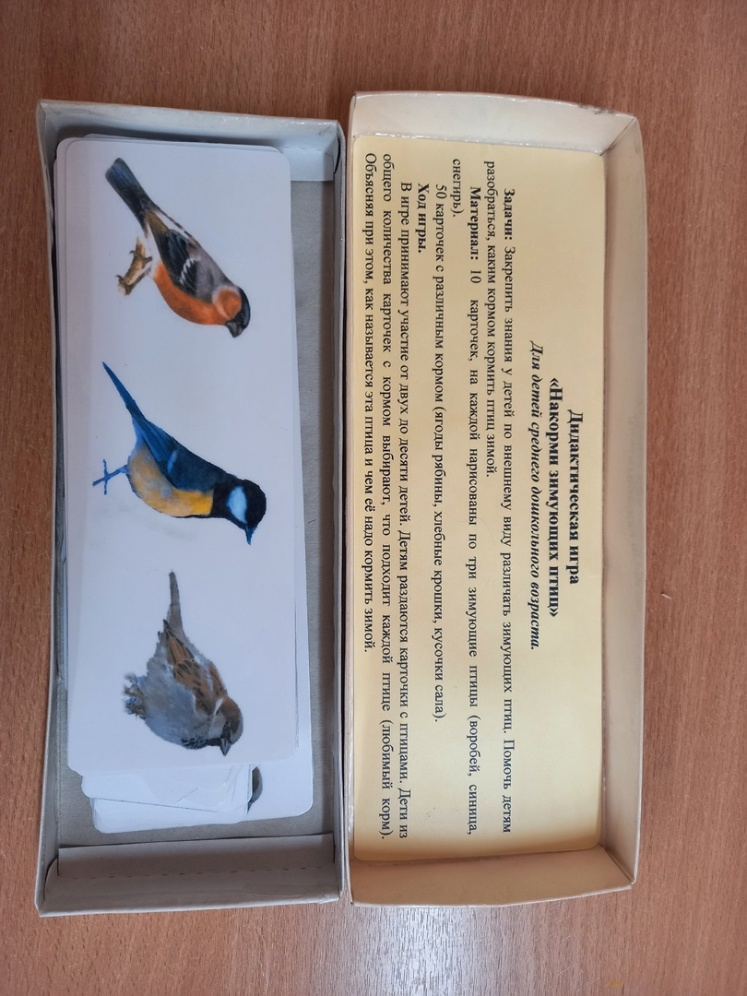 Дидактическая игра
«Накорми зимующих птиц»
Для детей среднего дошкольного возраста.
Задачи: Закрепить знания у детей по внешнему виду различать зимующих птиц. Помочь детям
разобраться, каким кормом кормить птиц зимой.
Материал: 10 карточек, на каждой нарисованы по три зимующие птицы (воробей, синица,
снегирь).
50 карточек с различным кормом (ягоды рябины, хлебные крошки, кусочки сала).
Ход игры.
В игре принимают участие от двух до десяти детей. Детям раздаются карточки с птицами. Дети из
общего количества карточек с кормом выбирают, что подходит каждой птице (любимый корм).
Объясняя при этом, как называется эта птица и чем её надо кормить зимой.